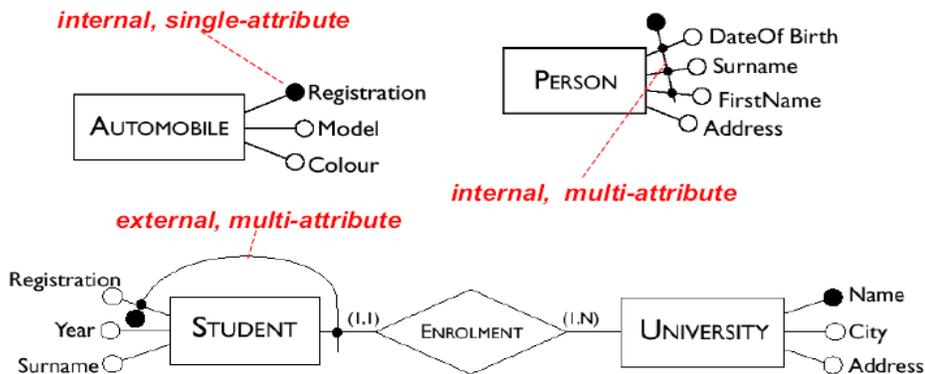 internal, single-attribute
DateOf Birth
Surname
FirstName
Address
PERSON
Registration
Model
Colour
AUTOMOBILE
internal, multi-attribute
external, multi-attribute
Registration
Year
Surname
STUDENT
(1,1)
ENROLMENT
(1,N)
UNIVERSITY
Name
City
Address